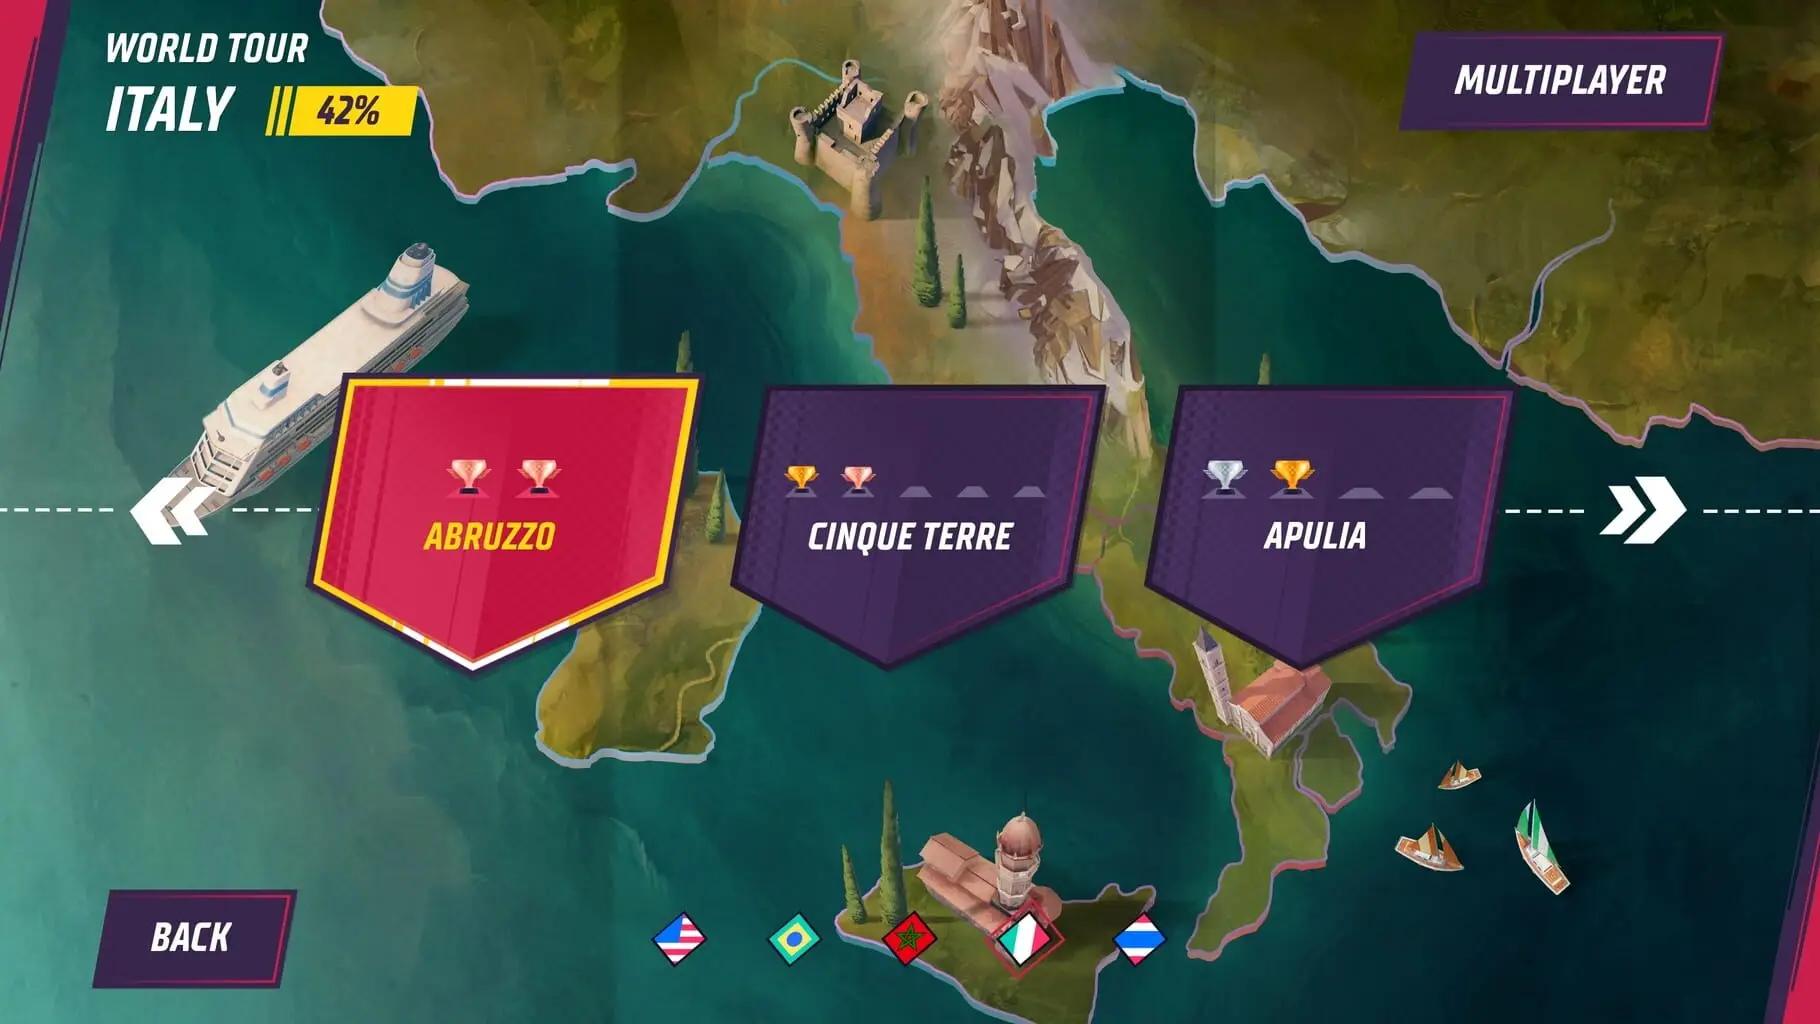 WORLD TOUR
ITALY 42%
MULTIPLAYER
ABRUZZO
CINQUE TERRE
APULIA
BACK